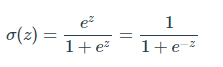 σ(z) = e^z / (1 + e^z) = 1 / (1 + e^−z)